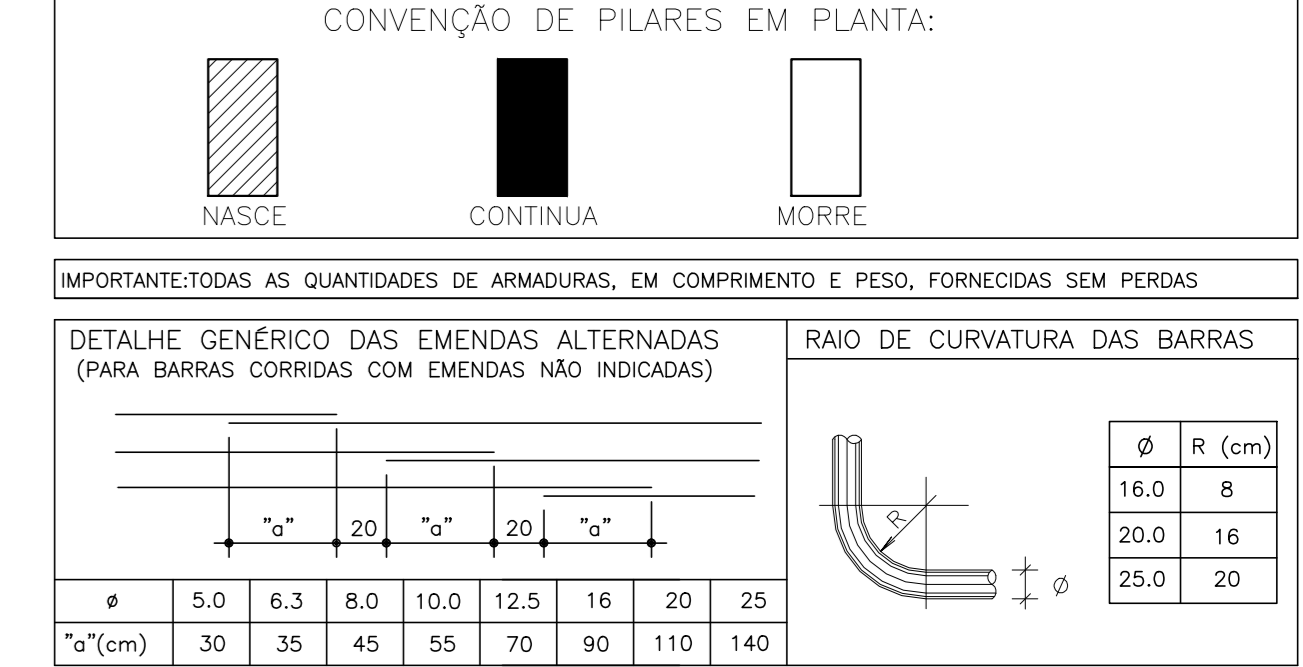 CONVENÇÃO DE PILARES EM PLANTA:
NASCE CONTINUA MORRE
IMPORTANTE:TODAS AS QUANTIDADES DE ARMADURAS, EM COMPRIMENTO E PESO, FORNECIDAS SEM PERDAS
DETALHE GENÉRICO DAS EMENDAS ALTERNADAS
(PARA BARRAS CORRIDAS COM EMENDAS NÃO INDICADAS)
"a" 20 "a" 20 "a"
ø 5.0 6.3 8.0 10.0 12.5 16 20 25
"a"(cm) 30 35 45 55 70 90 110 140
RAIO DE CURVATURA DAS BARRAS
R
Ø
Ø R (cm)
16.0 8
20.0 16
25.0 20